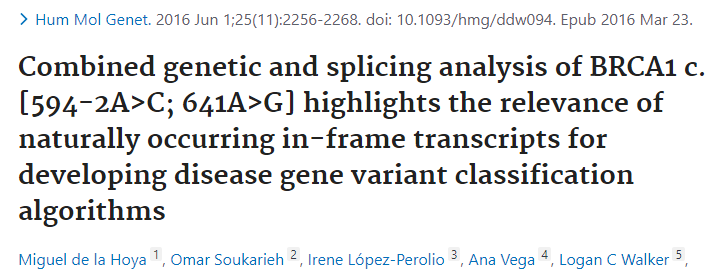 Hum Mol Genet. 2016 Jun 1;25(11):2256-2268. doi: 10.1093/hmg/ddw094. Epub 2016 Mar 23.
Combined genetic and splicing analysis of BRCA1 c.
[594-2A>C; 641A>G] highlights the relevance of
naturally occurring in-frame transcripts for
developing disease gene variant classification
algorithms
Miguel de la Hoya 1, Omar Soukarieh 2, Irene López-Perolio 3, Ana Vega 4, Logan C Walker 5,